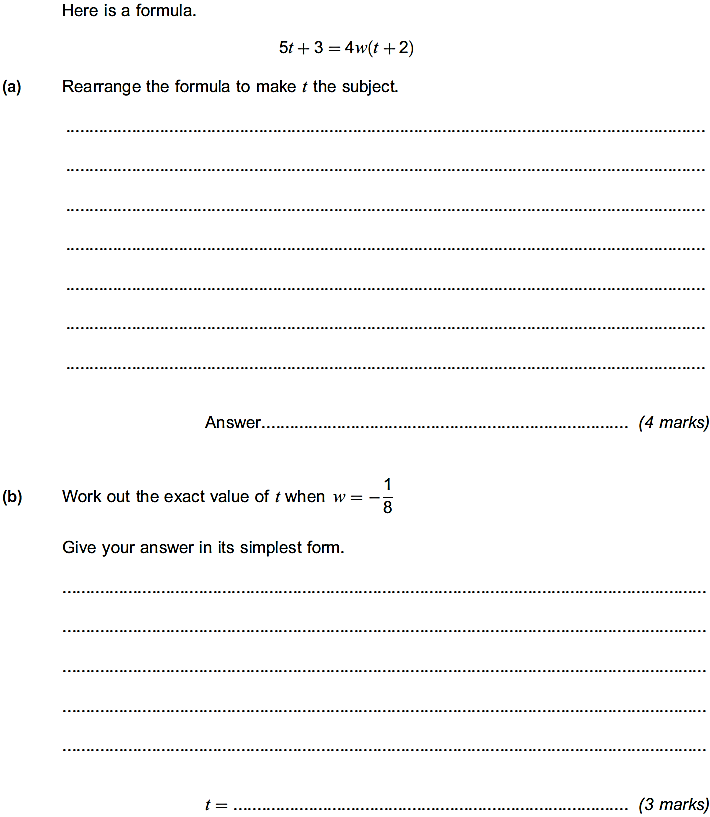 Here is a formula.
5t + 3 = 4w(t + 2)
(a) Rearrange the formula to make t the subject.
Answer.............................................................................. (4 marks)
(b) Work out the exact value of t when w = −1/8
Give your answer in its simplest form.
t = ................................................................................... (3 marks)